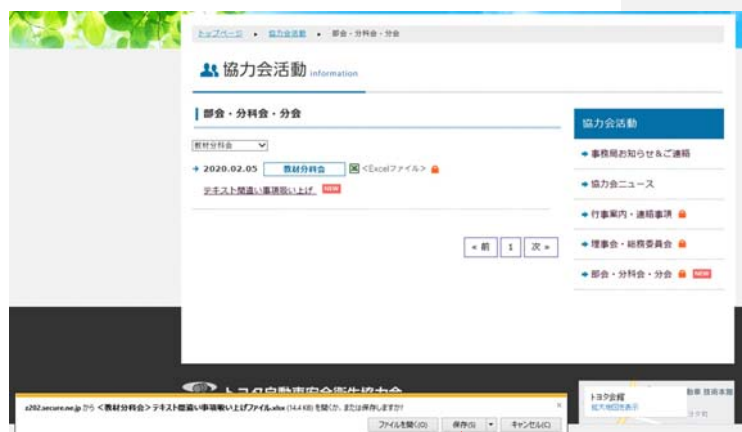 トップページ ▸ 協力会活動 ▸ 部会・分科会・分会
協力会活動 information
部会・分科会・分会
教材分科会
2020.02.05 教材分科会 <Excelファイル>
テキスト間違い事項吸い上げ NEW
« 前 1 次 »
協力会活動
事務局お知らせ&ご連絡
協力会ニュース
行事案内・連絡事項
理事会・総務委員会
部会・分科会・分会 NEW
トヨタ自動車安全衛生協力会
トヨタ会館
拡大地図を表示
z202.secure.ne.jp から <教材分科会>テキスト間違い事項吸い上げファイル.xlsx (14.4 KB) を開くか、または保存しますか?
×
ファイルを開く(O) 保存(S) キャンセル(C)